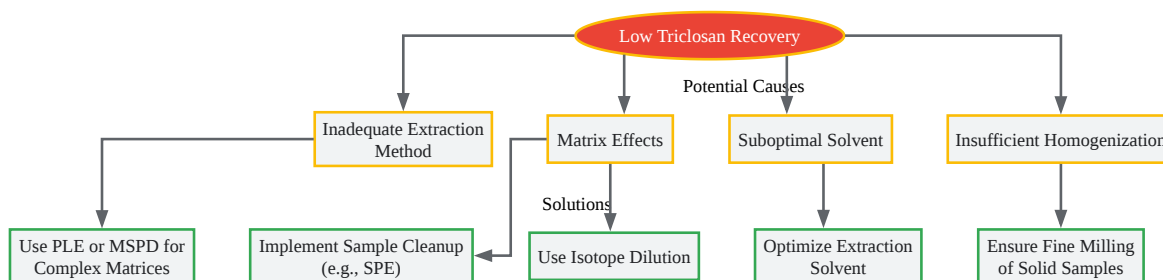 Low Triclosan Recovery
Potential Causes
Inadequate Extraction
Method
Matrix Effects
Suboptimal Solvent
Insufficient Homogenization
Solutions
Use PLE or MSPD for
Complex Matrices
Implement Sample Cleanup
(e.g., SPE)
Use Isotope Dilution
Optimize Extraction
Solvent
Ensure Fine Milling
of Solid Samples